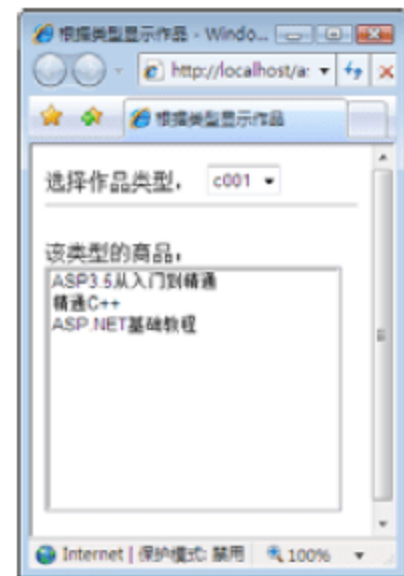 根据类型显示作品 - Windo...
http://localhost/a:
根据类型显示作品
选择作品类型： c001
该类型的商品：
ASP3.5从入门到精通
精通C++
ASP.NET基础教程
Internet | 保护模式: 禁用 100%